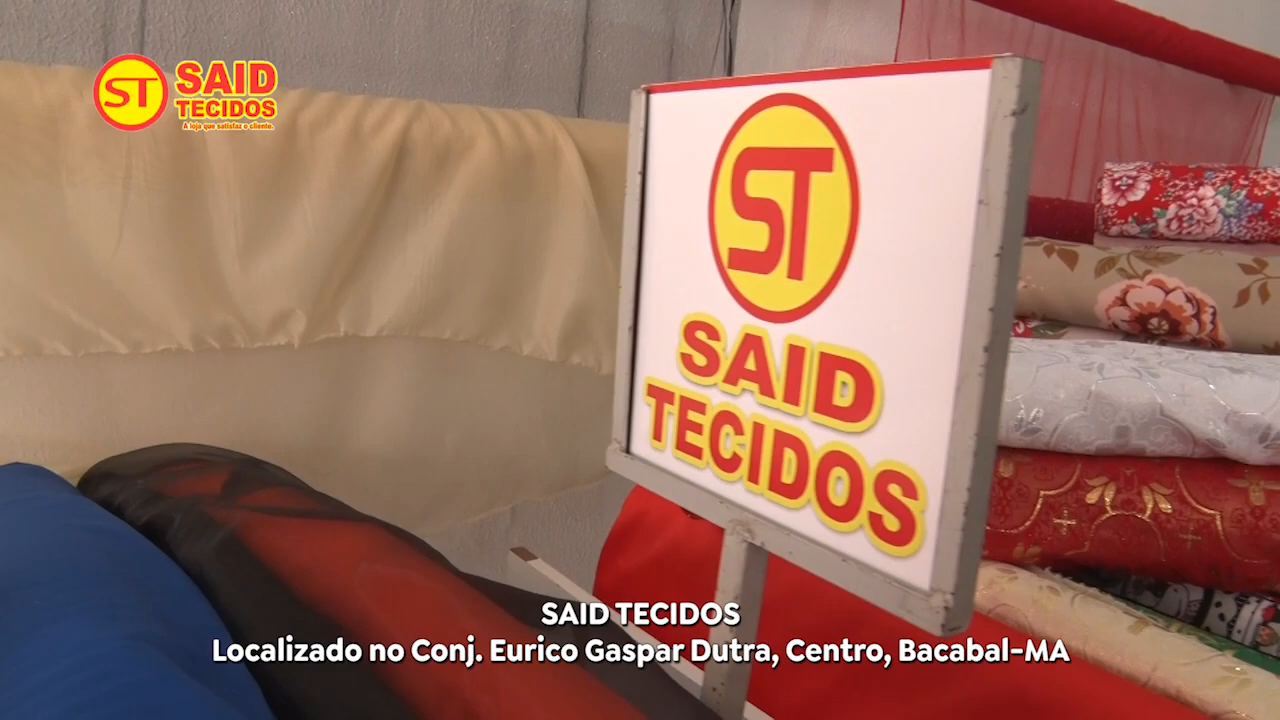 ST
SAID
TECIDOS
A loja que satisfaz o cliente.
ST
SAID
TECIDOS
SAID TECIDOS
Localizado no Conj. Eurico Gaspar Dutra, Centro, Bacabal-MA